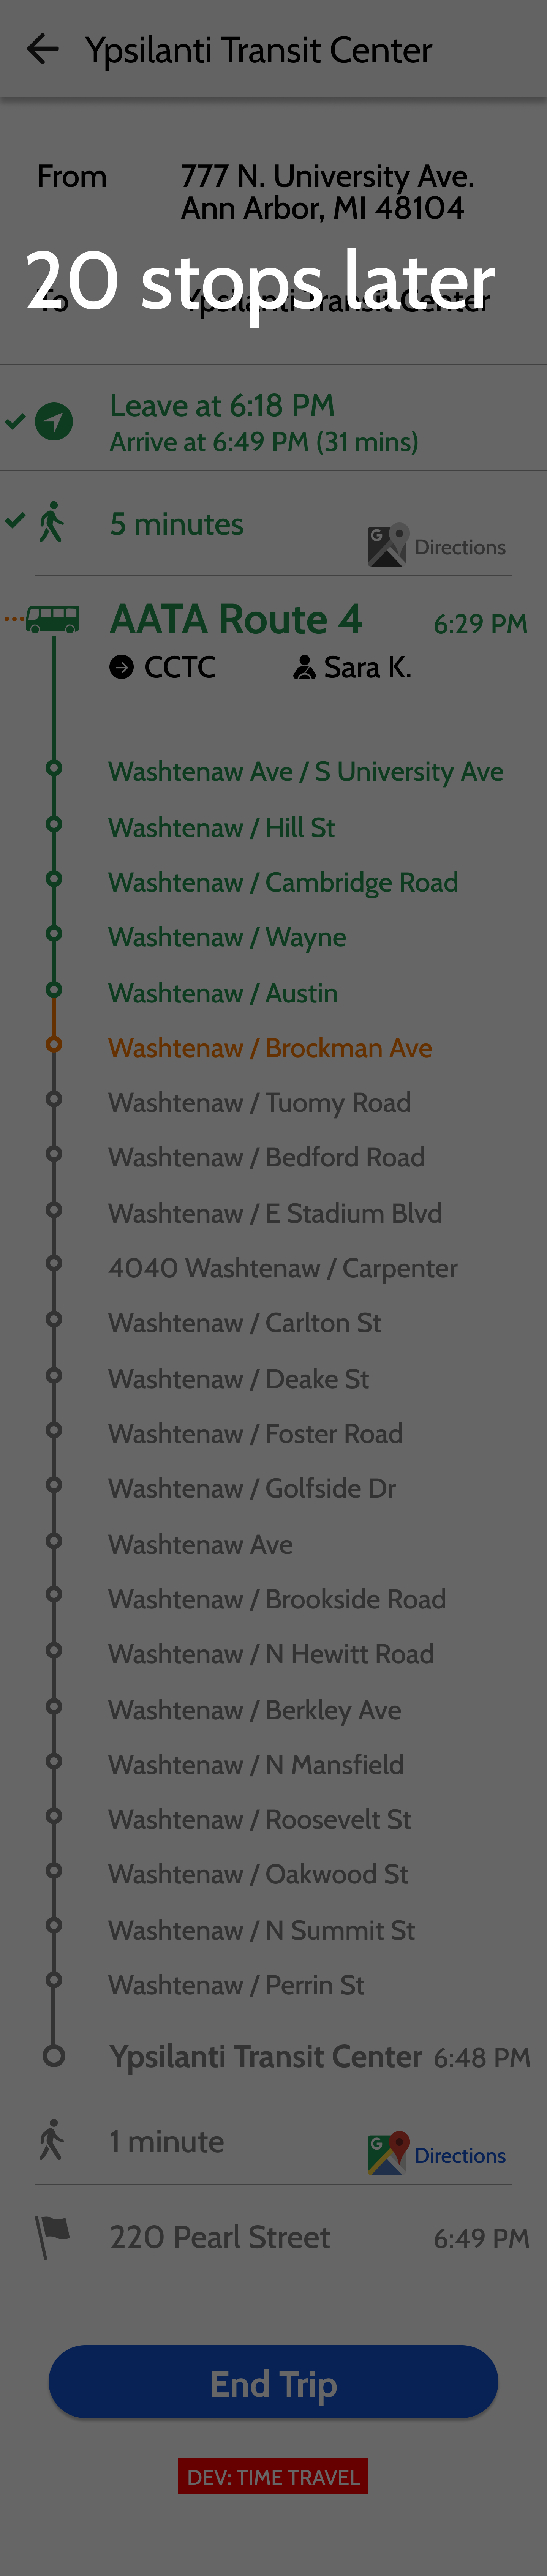 Ypsilanti Transit Center
From
777 N. University Ave.
Ann Arbor, MI 48104
20 stops later
To
Ypsilanti Transit Center
Leave at 6:18 PM
Arrive at 6:49 PM (31 mins)
5 minutes
G Directions
AATA Route 4 6:29 PM
CCTC Sara K.
Washtenaw Ave / S University Ave
Washtenaw / Hill St
Washtenaw / Cambridge Road
Washtenaw / Wayne
Washtenaw / Austin
Washtenaw / Brockman Ave
Washtenaw / Tuomy Road
Washtenaw / Bedford Road
Washtenaw / E Stadium Blvd
4040 Washtenaw / Carpenter
Washtenaw / Carlton St
Washtenaw / Deake St
Washtenaw / Foster Road
Washtenaw / Golfside Dr
Washtenaw Ave
Washtenaw / Brookside Road
Washtenaw / N Hewitt Road
Washtenaw / Berkley Ave
Washtenaw / N Mansfield
Washtenaw / Roosevelt St
Washtenaw / Oakwood St
Washtenaw / N Summit St
Washtenaw / Perrin St
Ypsilanti Transit Center 6:48 PM
1 minute
G Directions
220 Pearl Street 6:49 PM
End Trip
DEV: TIME TRAVEL